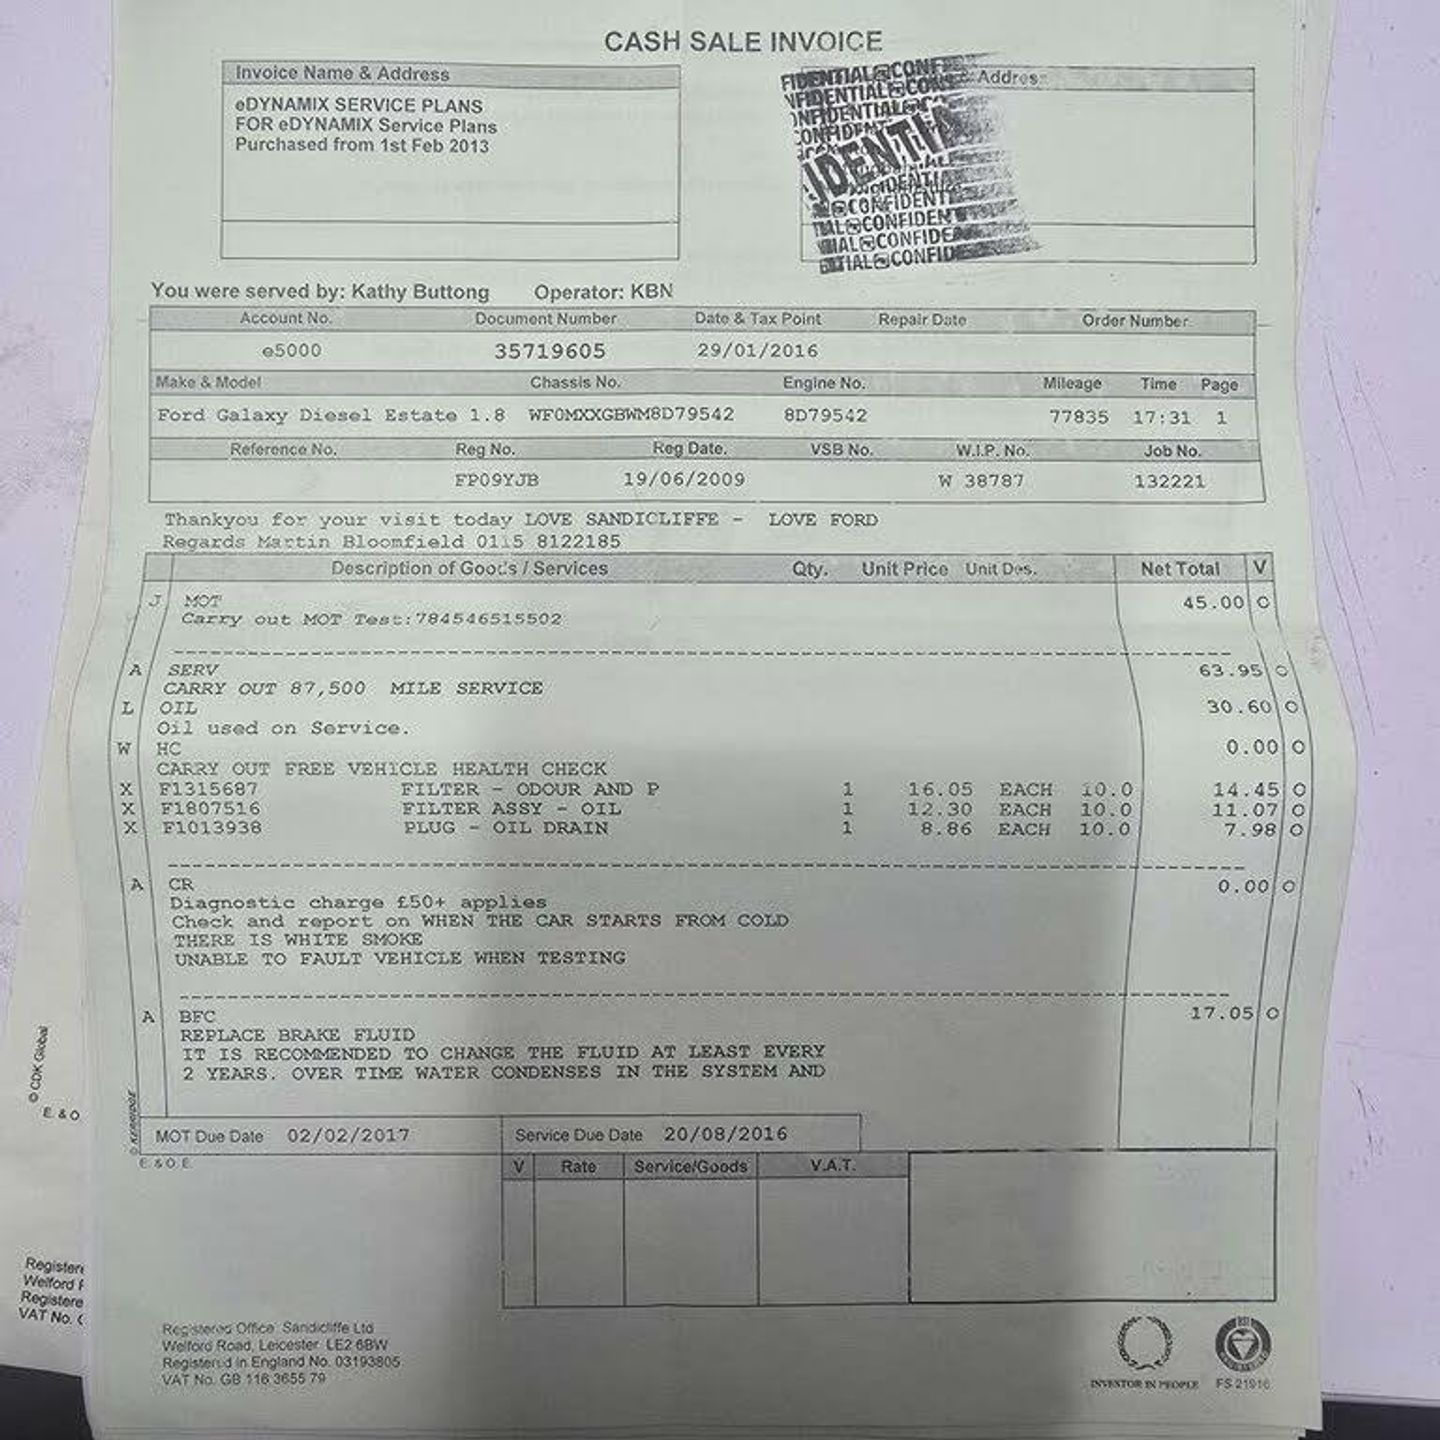 CASH SALE INVOICE
Invoice Name & Address
eDYNAMIX SERVICE PLANS
FOR eDYNAMIX Service Plans
Purchased from 1st Feb 2013
You were served by: Kathy Buttong Operator: KBN
Account No. Document Number Date & Tax Point Repair Date Order Number
e5000 35719605 29/01/2016
Make & Model Chassis No. Engine No. Mileage Time Page
Ford Galaxy Diesel Estate 1.8 WF0MXXGBWM8D79542 8D79542 77835 17:31 1
Reference No. Reg No. Reg Date. VSB No. W.I.P. No. Job No.
FP09YJB 19/06/2009 W 38787 132221
Thankyou for your visit today LOVE SANDICLIFFE - LOVE FORD
Regards Martin Bloomfield 0115 8122185
Description of Goods / Services Qty. Unit Price Unit Des. Net Total V
J MOT 45.00 O
Carry out MOT Test:784546515502
A SERV 63.95 O
CARRY OUT 87,500 MILE SERVICE
L OIL 30.60 O
Oil used on Service.
W HC 0.00 O
CARRY OUT FREE VEHICLE HEALTH CHECK
X F1315687 FILTER - ODOUR AND P 1 16.05 EACH 10.0 14.45 O
X F1807516 FILTER ASSY - OIL 1 12.30 EACH 10.0 11.07 O
X F1013938 PLUG - OIL DRAIN 1 8.86 EACH 10.0 7.98 O
A CR 0.00 O
Diagnostic charge £50+ applies
Check and report on WHEN THE CAR STARTS FROM COLD
THERE IS WHITE SMOKE
UNABLE TO FAULT VEHICLE WHEN TESTING
A BFC 17.05 O
REPLACE BRAKE FLUID
IT IS RECOMMENDED TO CHANGE THE FLUID AT LEAST EVERY
2 YEARS. OVER TIME WATER CONDENSES IN THE SYSTEM AND
© KERRIDGE
MOT Due Date 02/02/2017 Service Due Date 20/08/2016
E. & O. E.
V Rate Service/Goods V.A.T.
Registered Office: Sandicliffe Ltd
Welford Road, Leicester LE2 6BW
Registered in England No. 03193805
VAT No. GB 116 3655 79
INVESTOR IN PEOPLE FS 21916
© CDK Global
E. & O
Registere
Welford
Registere
VAT No.